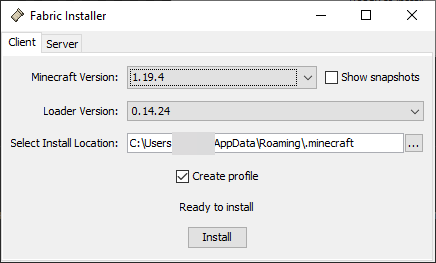 Fabric Installer
Client Server
Minecraft Version: 1.19.4 Show snapshots
Loader Version: 0.14.24
Select Install Location: C:\Users AppData\Roaming\.minecraft ...
Create profile
Ready to install
Install